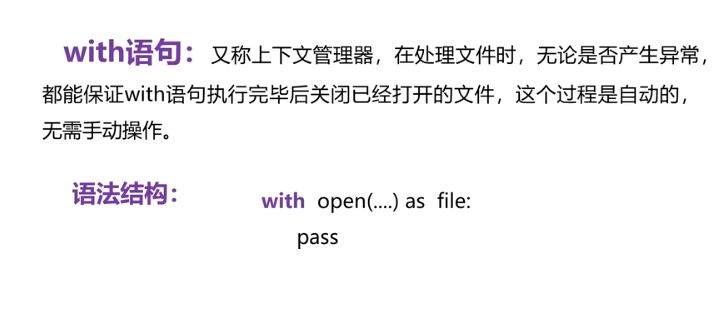 with语句：又称上下文管理器，在处理文件时，无论是否产生异常，
都能保证with语句执行完毕后关闭已经打开的文件，这个过程是自动的，
无需手动操作。
语法结构： with open(....) as file:
pass